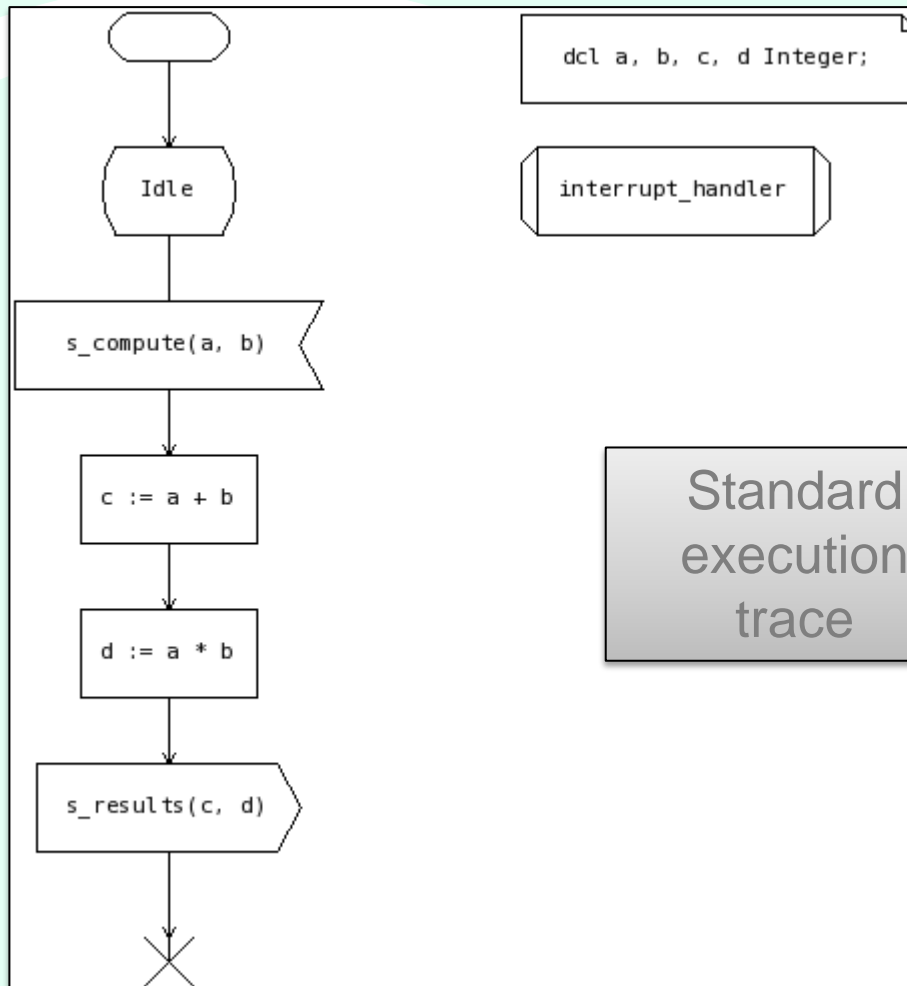 dcl a, b, c, d Integer;
Idle
interrupt_handler
s_compute(a, b)
c := a + b
Standard
execution
trace
d := a * b
s_results(c, d)